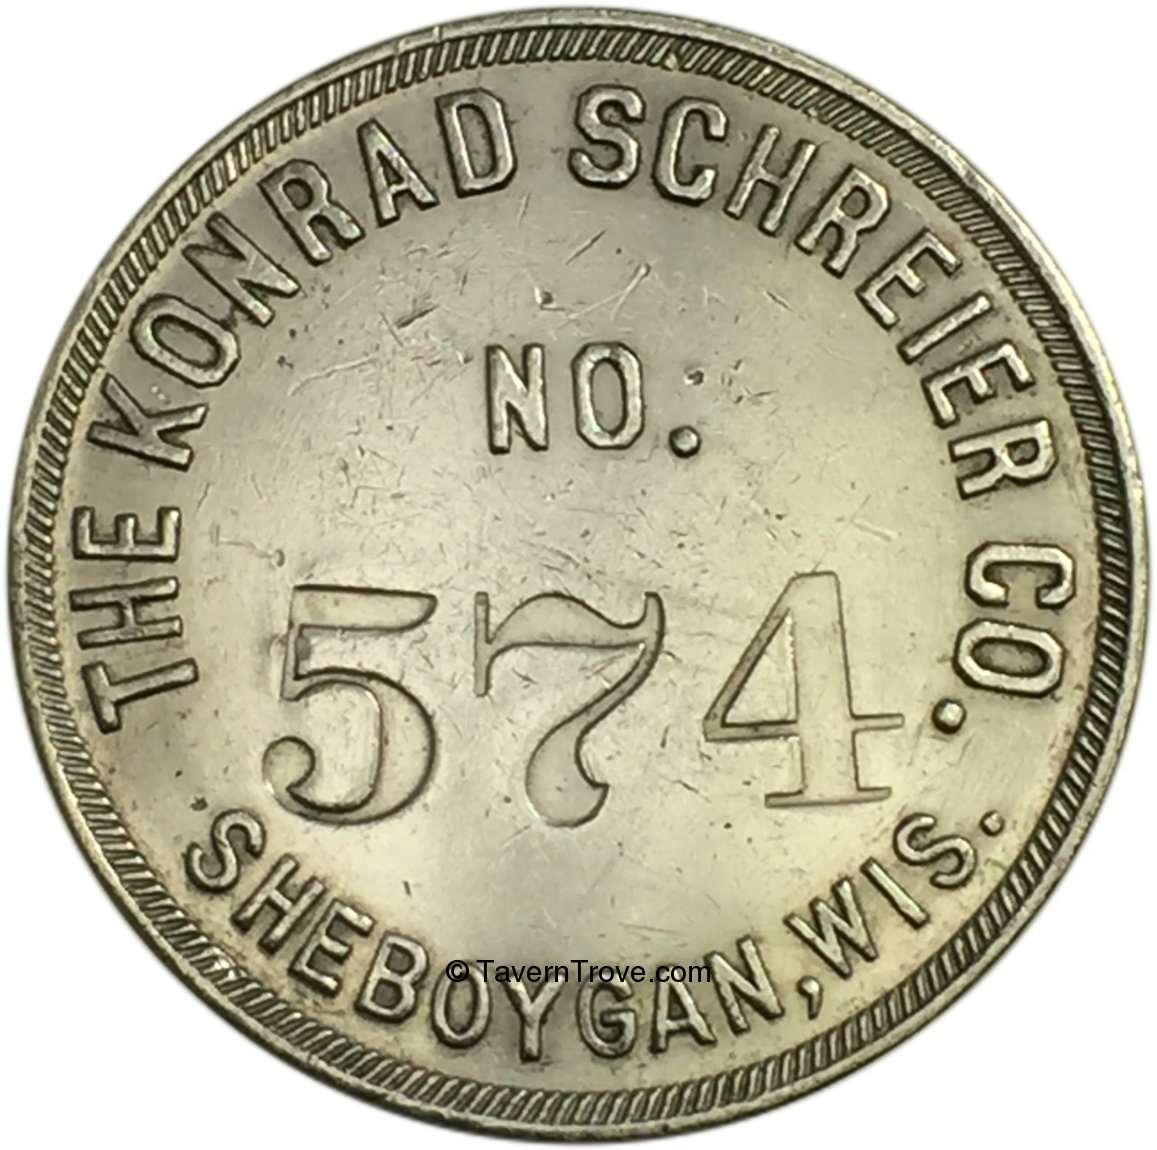 THE KONRAD SCHREIER CO.
NO.
574
SHEBOYGAN, WIS.
© TavernTrove.com